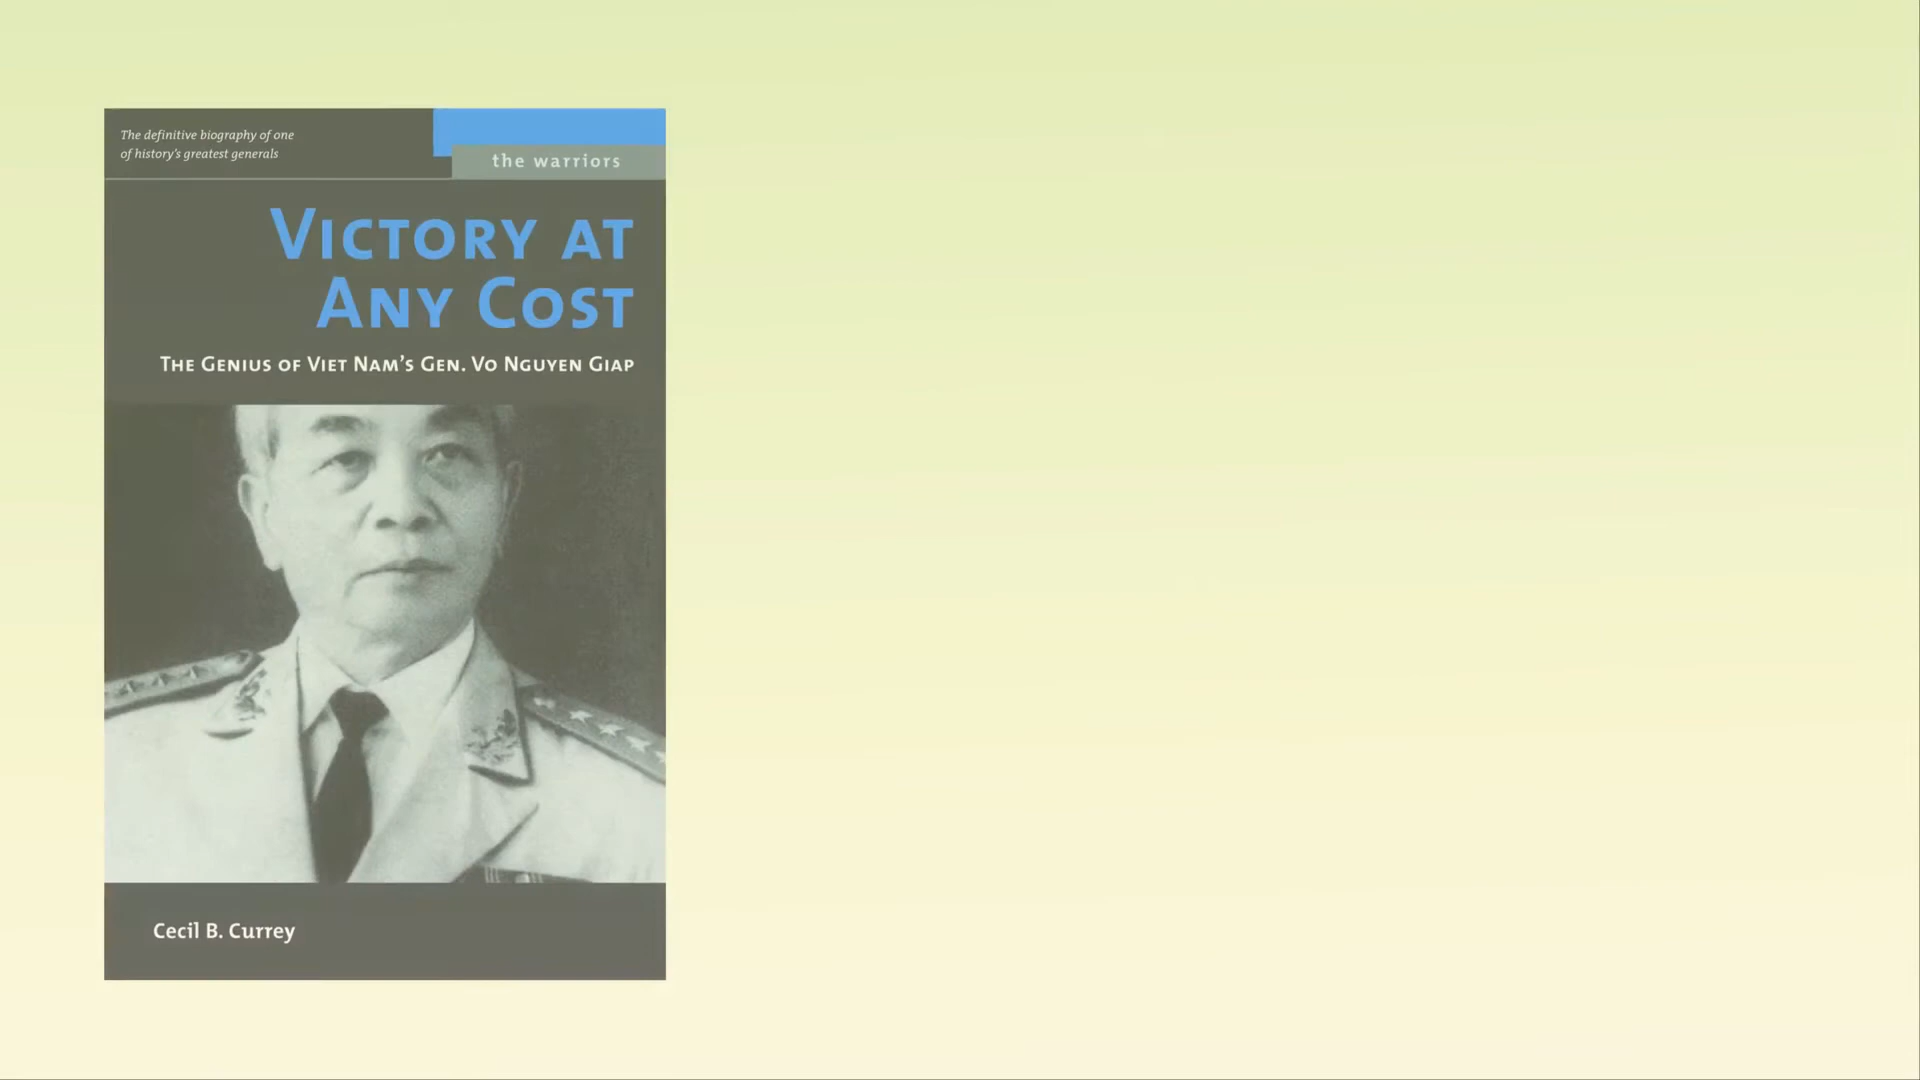 The definitive biography of one
of history's greatest generals
the warriors
VICTORY AT
ANY COST
THE GENIUS OF VIET NAM'S GEN. VO NGUYEN GIAP
Cecil B. Currey